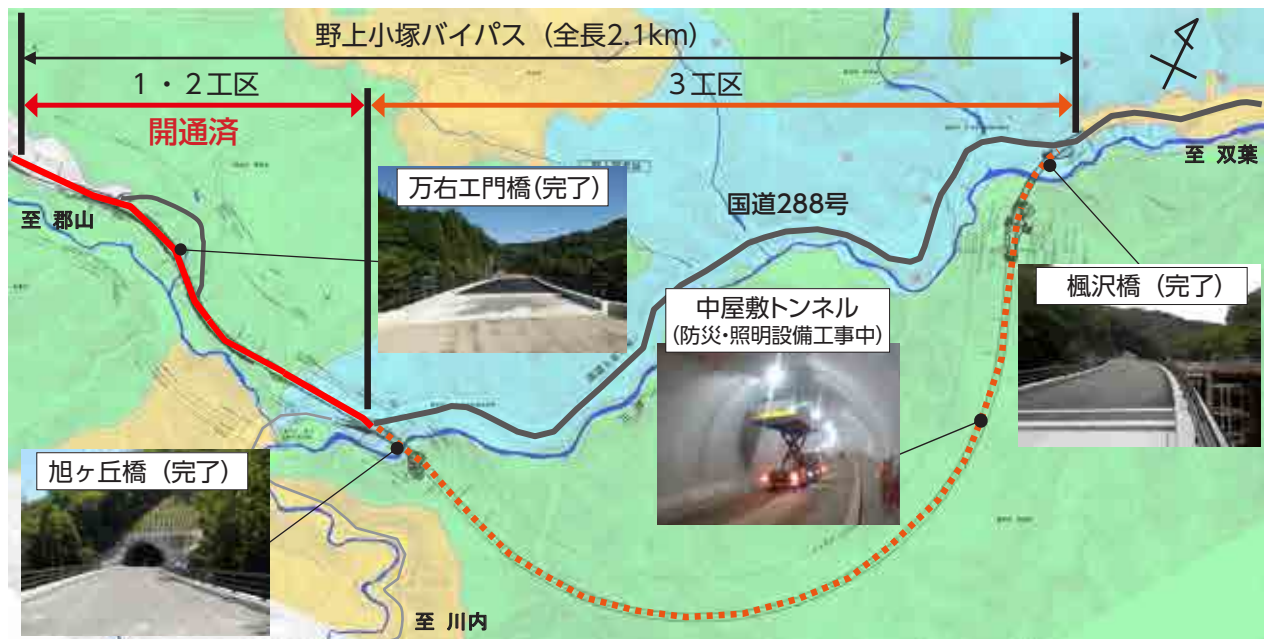 野上小塚バイパス（全長2.1km）
1・2工区
3工区
開通済
至 双葉
万右エ門橋(完了)
国道288号
至 郡山
楓沢橋（完了）
中屋敷トンネル
(防災・照明設備工事中)
旭ヶ丘橋（完了）
至 川内